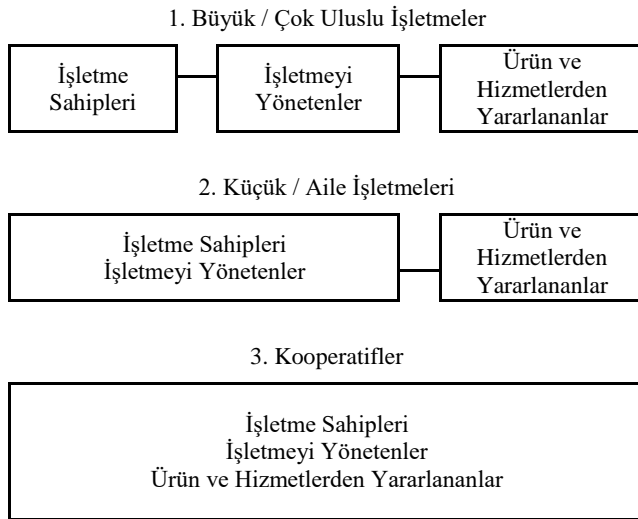 1. Büyük / Çok Uluslu İşletmeler
İşletme
Sahipleri
İşletmeyi
Yönetenler
Ürün ve
Hizmetlerden
Yararlananlar
2. Küçük / Aile İşletmeleri
İşletme Sahipleri
İşletmeyi Yönetenler
Ürün ve
Hizmetlerden
Yararlananlar
3. Kooperatifler
İşletme Sahipleri
İşletmeyi Yönetenler
Ürün ve Hizmetlerden Yararlananlar